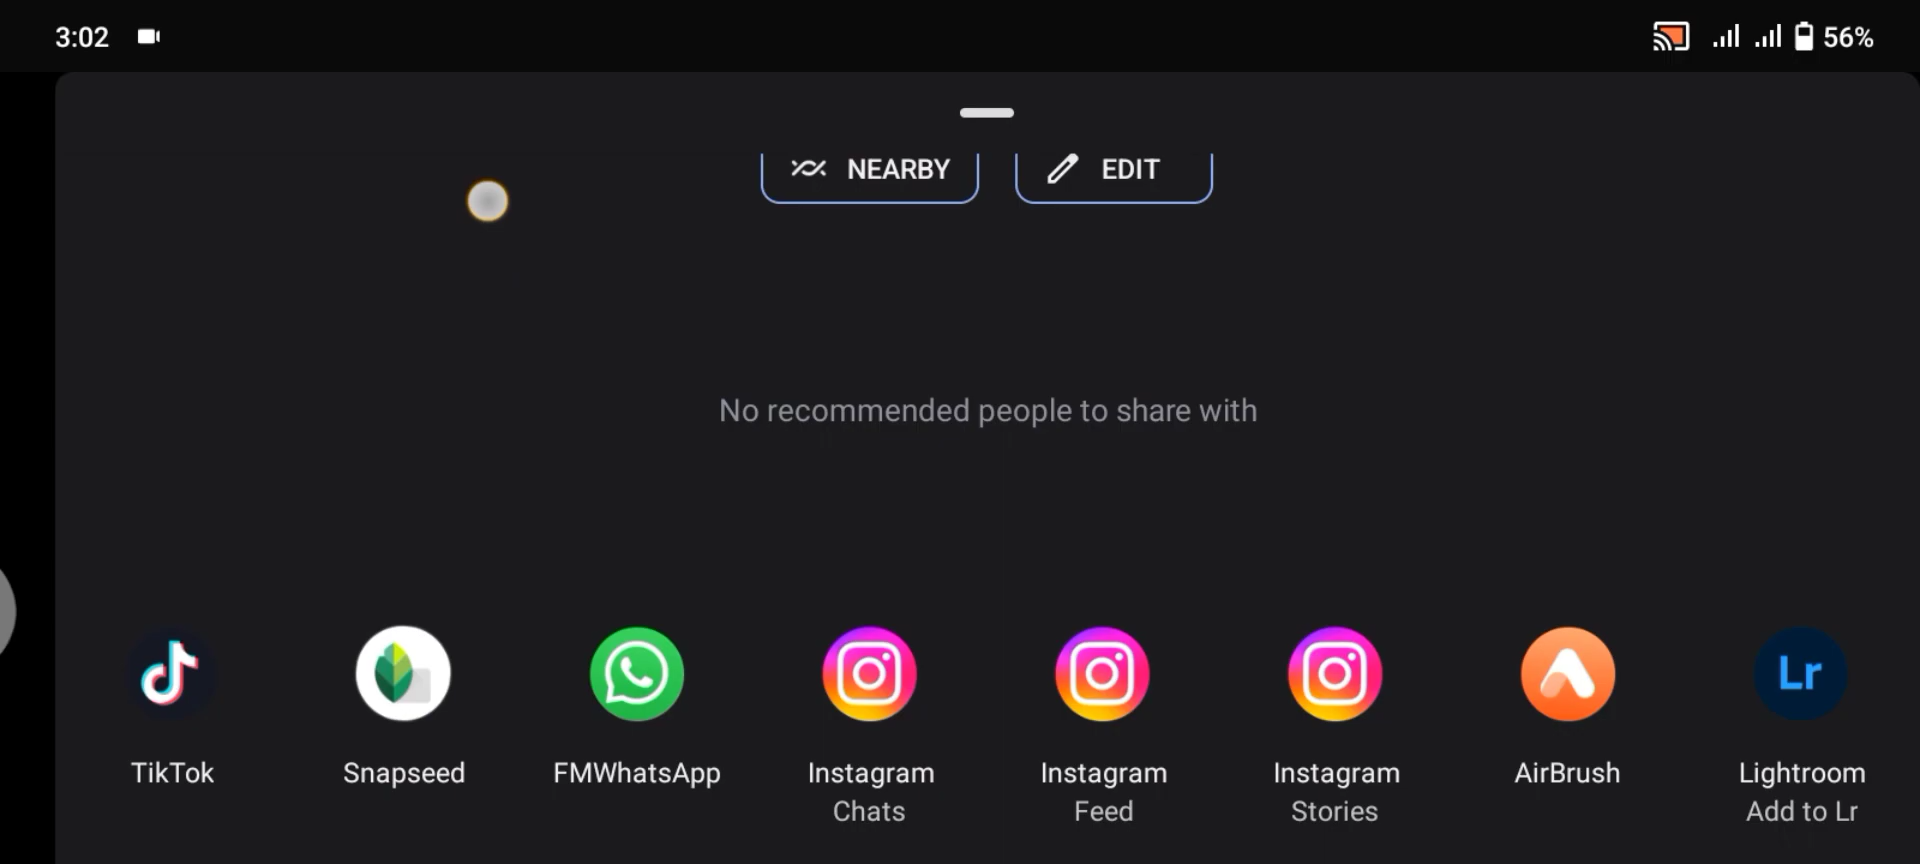 3:02 56%
NEARBY EDIT
No recommended people to share with
Lr
TikTok Snapseed FMWhatsApp Instagram Instagram Instagram AirBrush Lightroom
Chats Feed Stories Add to Lr